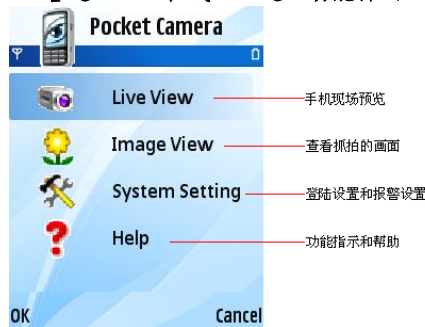 Pocket Camera
Live View 手机现场预览
Image View 查看抓拍的画面
System Setting 登陆设置和报警设置
Help 功能指示和帮助
OK Cancel